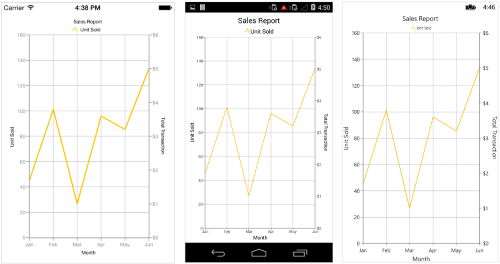 Carrier 4:38 PM
Sales Report
Unit Sold
160
140
120
100
80
60
40
20
0
$6
$5
$4
$3
$2
$1
$0
Unit Sold
Total Transaction
Jan Feb Mar Apr May Jun
Month
4:50
Sales Report
Unit Sold
160
140
120
100
80
60
40
20
0
$6
$5
$4
$3
$2
$1
$0
Unit Sold
Total Transaction
Jan Feb Mar Apr May Jun
Month
4:46
Sales Report
Unit Sold
160
140
120
100
80
60
40
20
0
$6
$5
$4
$3
$2
$1
$0
Unit Sold
Total Transaction
Jan Feb Mar Apr May Jun
Month